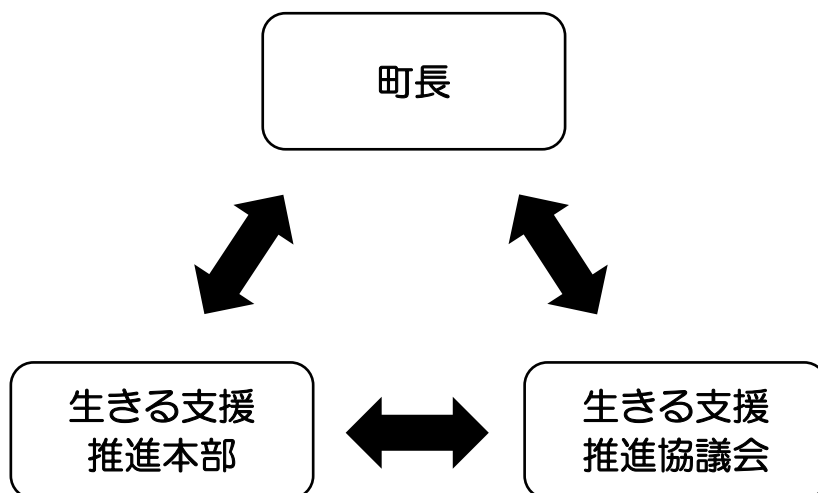 町長
生きる支援
推進本部
生きる支援
推進協議会